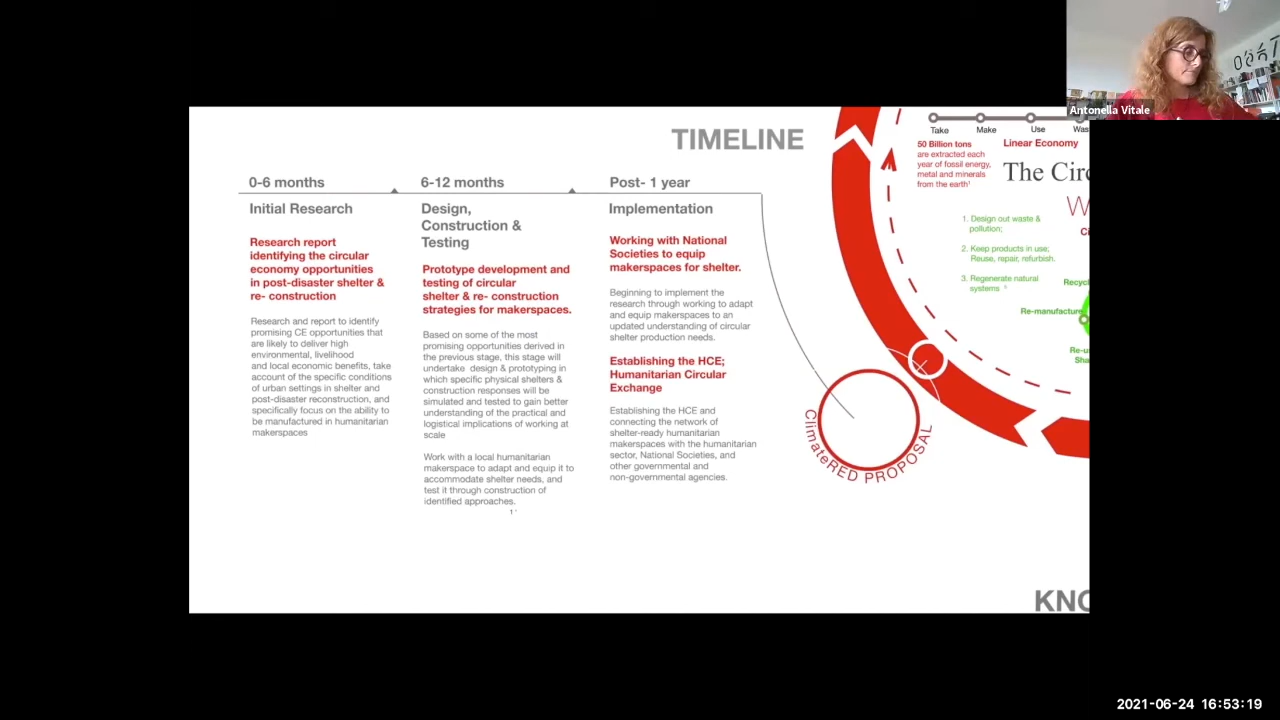 Antonella Vitale
TIMELINE
0-6 months
Initial Research
Research report
identifying the circular
economy opportunities
in post-disaster shelter &
re- construction
Research and report to identify
promising CE opportunities that
are likely to deliver high
environmental, livelihood
and local economic benefits, take
account of the specific conditions
of urban settings in shelter and
post-disaster reconstruction, and
specifically focus on the ability to
be manufactured in humanitarian
makerspaces
6-12 months
Design,
Construction &
Testing
Prototype development and
testing of circular
shelter & re- construction
strategies for makerspaces.
Based on some of the most
promising opportunities derived in
the previous stage, this stage will
undertake design & prototyping in
which specific physical shelters &
construction responses will be
simulated and tested to gain better
understanding of the practical and
logistical implications of working at
scale
Work with a local humanitarian
makerspace to adapt and equip it to
accommodate shelter needs, and
test it through construction of
identified approaches.
Post- 1 year
Implementation
Working with National
Societies to equip
makerspaces for shelter.
Beginning to implement the
research through working to adapt
and equip makerspaces to an
updated understanding of circular
shelter production needs.
Establishing the HCE;
Humanitarian Circular
Exchange
Establishing the HCE and
connecting the network of
shelter-ready humanitarian
makerspaces with the humanitarian
sector, National Societies, and
other governmental and
non-governmental agencies.
ClimateRED PROPOSAL
Take Make Use Was
50 Billion tons
are extracted each
year of fossil energy,
metal and minerals
from the earth¹
Linear Economy
The Circ
W
Ci
1. Design out waste &
pollution;
2. Keep products in use;
Reuse, repair, refurbish.
3. Regenerate natural
systems
Recycl
Re-manufacture
Re-u
Sha
KNO
2021-06-24 16:53:19